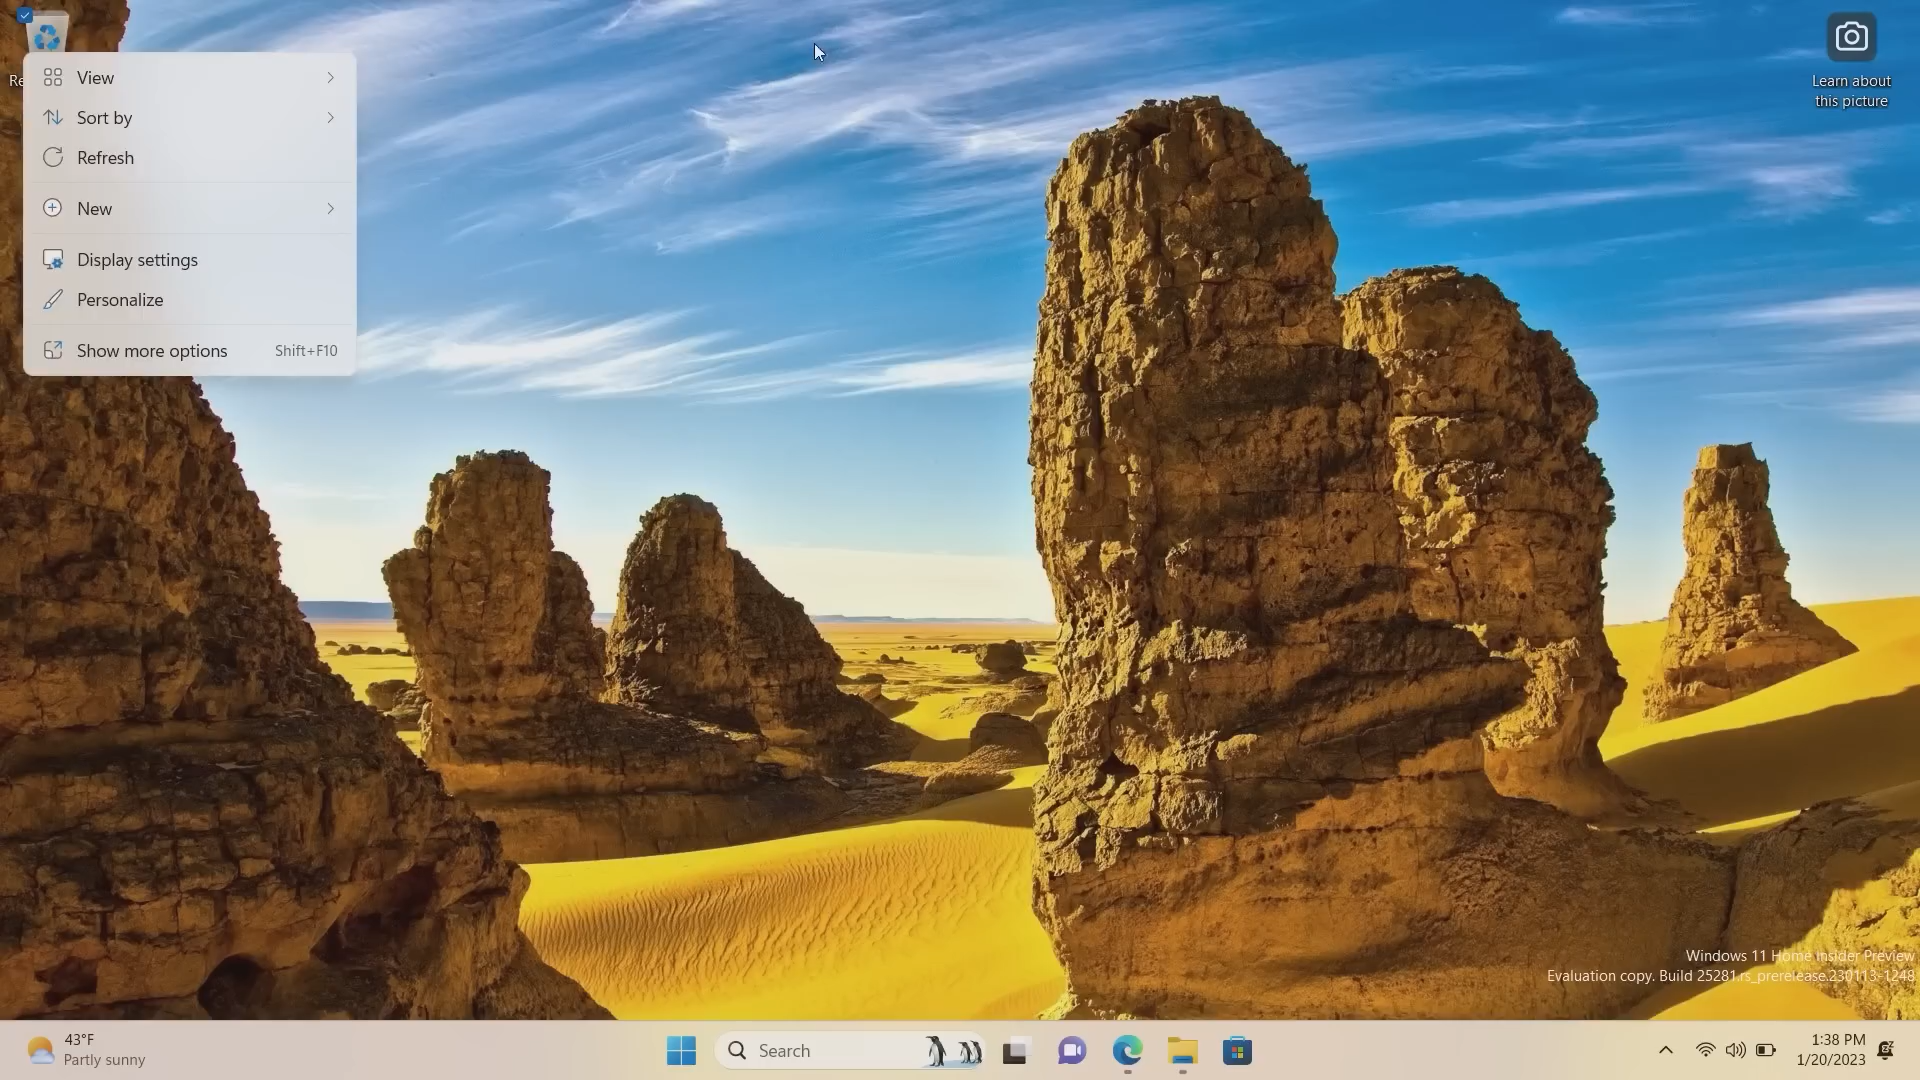 View
Sort by
Refresh
New
Display settings
Personalize
Show more options Shift+F10
Learn about
this picture
Windows 11 Home Insider Preview
Evaluation copy. Build 25281.rs_prerelease.230113-1248
43°F
Partly sunny
Search
1:38 PM
1/20/2023